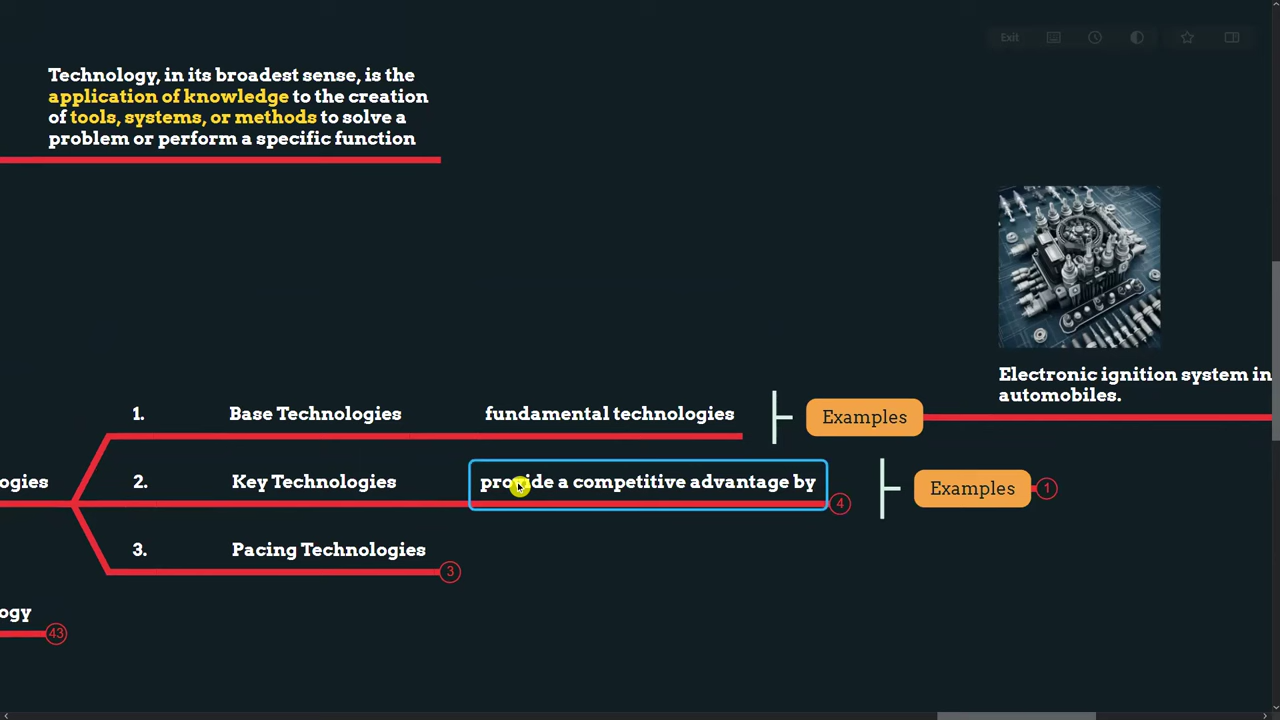 Exit
Technology, in its broadest sense, is the
application of knowledge to the creation
of tools, systems, or methods to solve a
problem or perform a specific function
Electronic ignition system in
automobiles.
1. Base Technologies fundamental technologies Examples
ogies 2. Key Technologies provide a competitive advantage by 4 Examples 1
3. Pacing Technologies 3
ogy 43